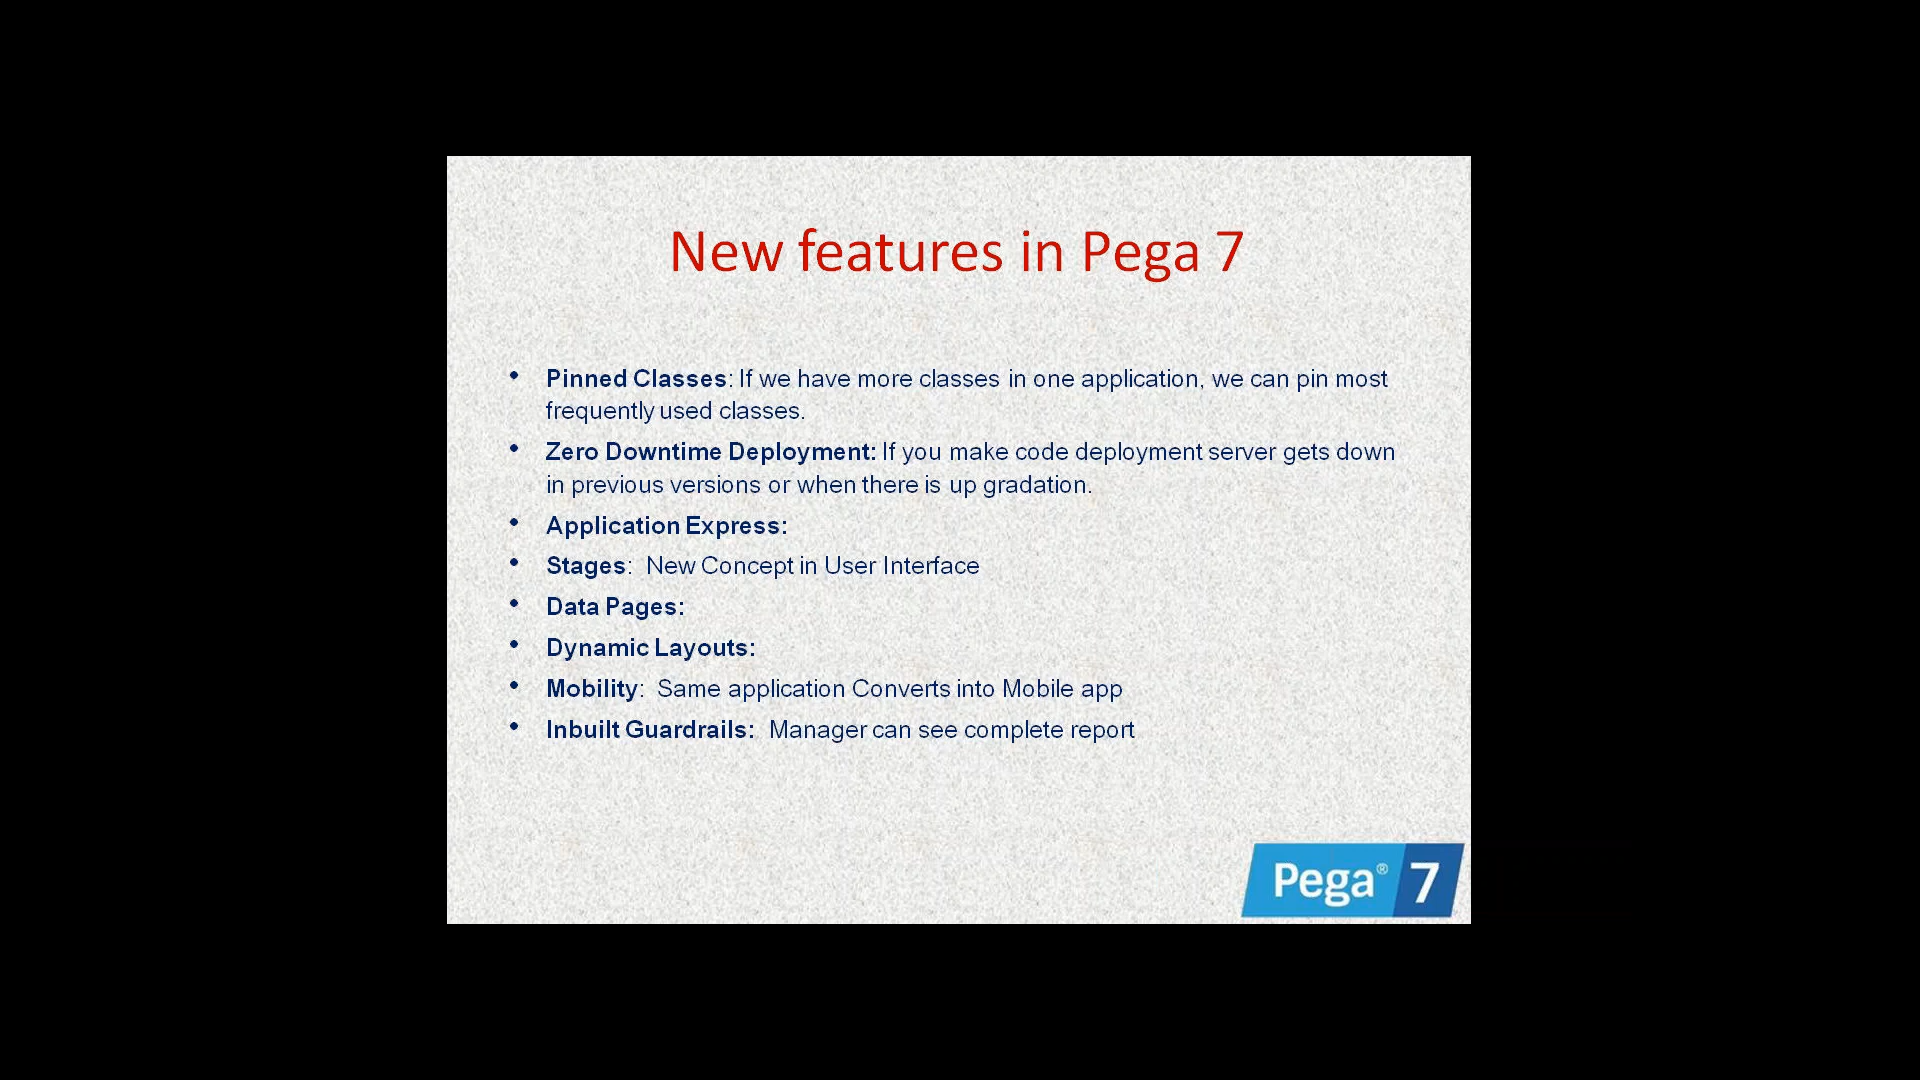 New features in Pega 7
• Pinned Classes: If we have more classes in one application, we can pin most
frequently used classes.
• Zero Downtime Deployment: If you make code deployment server gets down
in previous versions or when there is up gradation.
• Application Express:
• Stages:  New Concept in User Interface
• Data Pages:
• Dynamic Layouts:
• Mobility:  Same application Converts into Mobile app
• Inbuilt Guardrails:  Manager can see complete report
Pega® 7